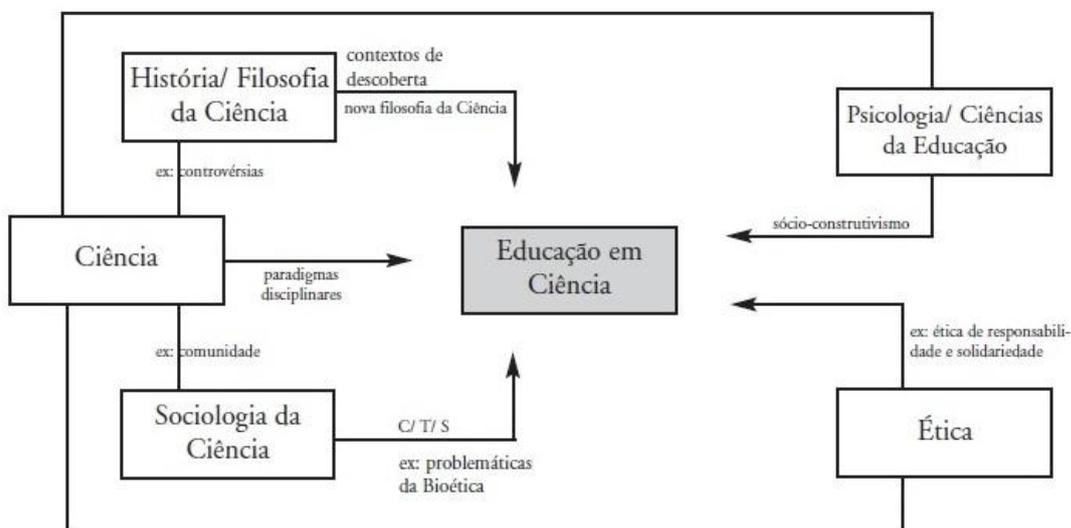 História/ Filosofia
da Ciência
contextos de
descoberta
nova filosofia da Ciência
Psicologia/ Ciências
da Educação
ex: controvérsias
sócio-construtivismo
Ciência
paradigmas
disciplinares
Educação em
Ciência
ex: comunidade
ex: ética de responsabili-
dade e solidariedade
Sociologia da
Ciência
C/ T/ S
ex: problemáticas
da Bioética
Ética